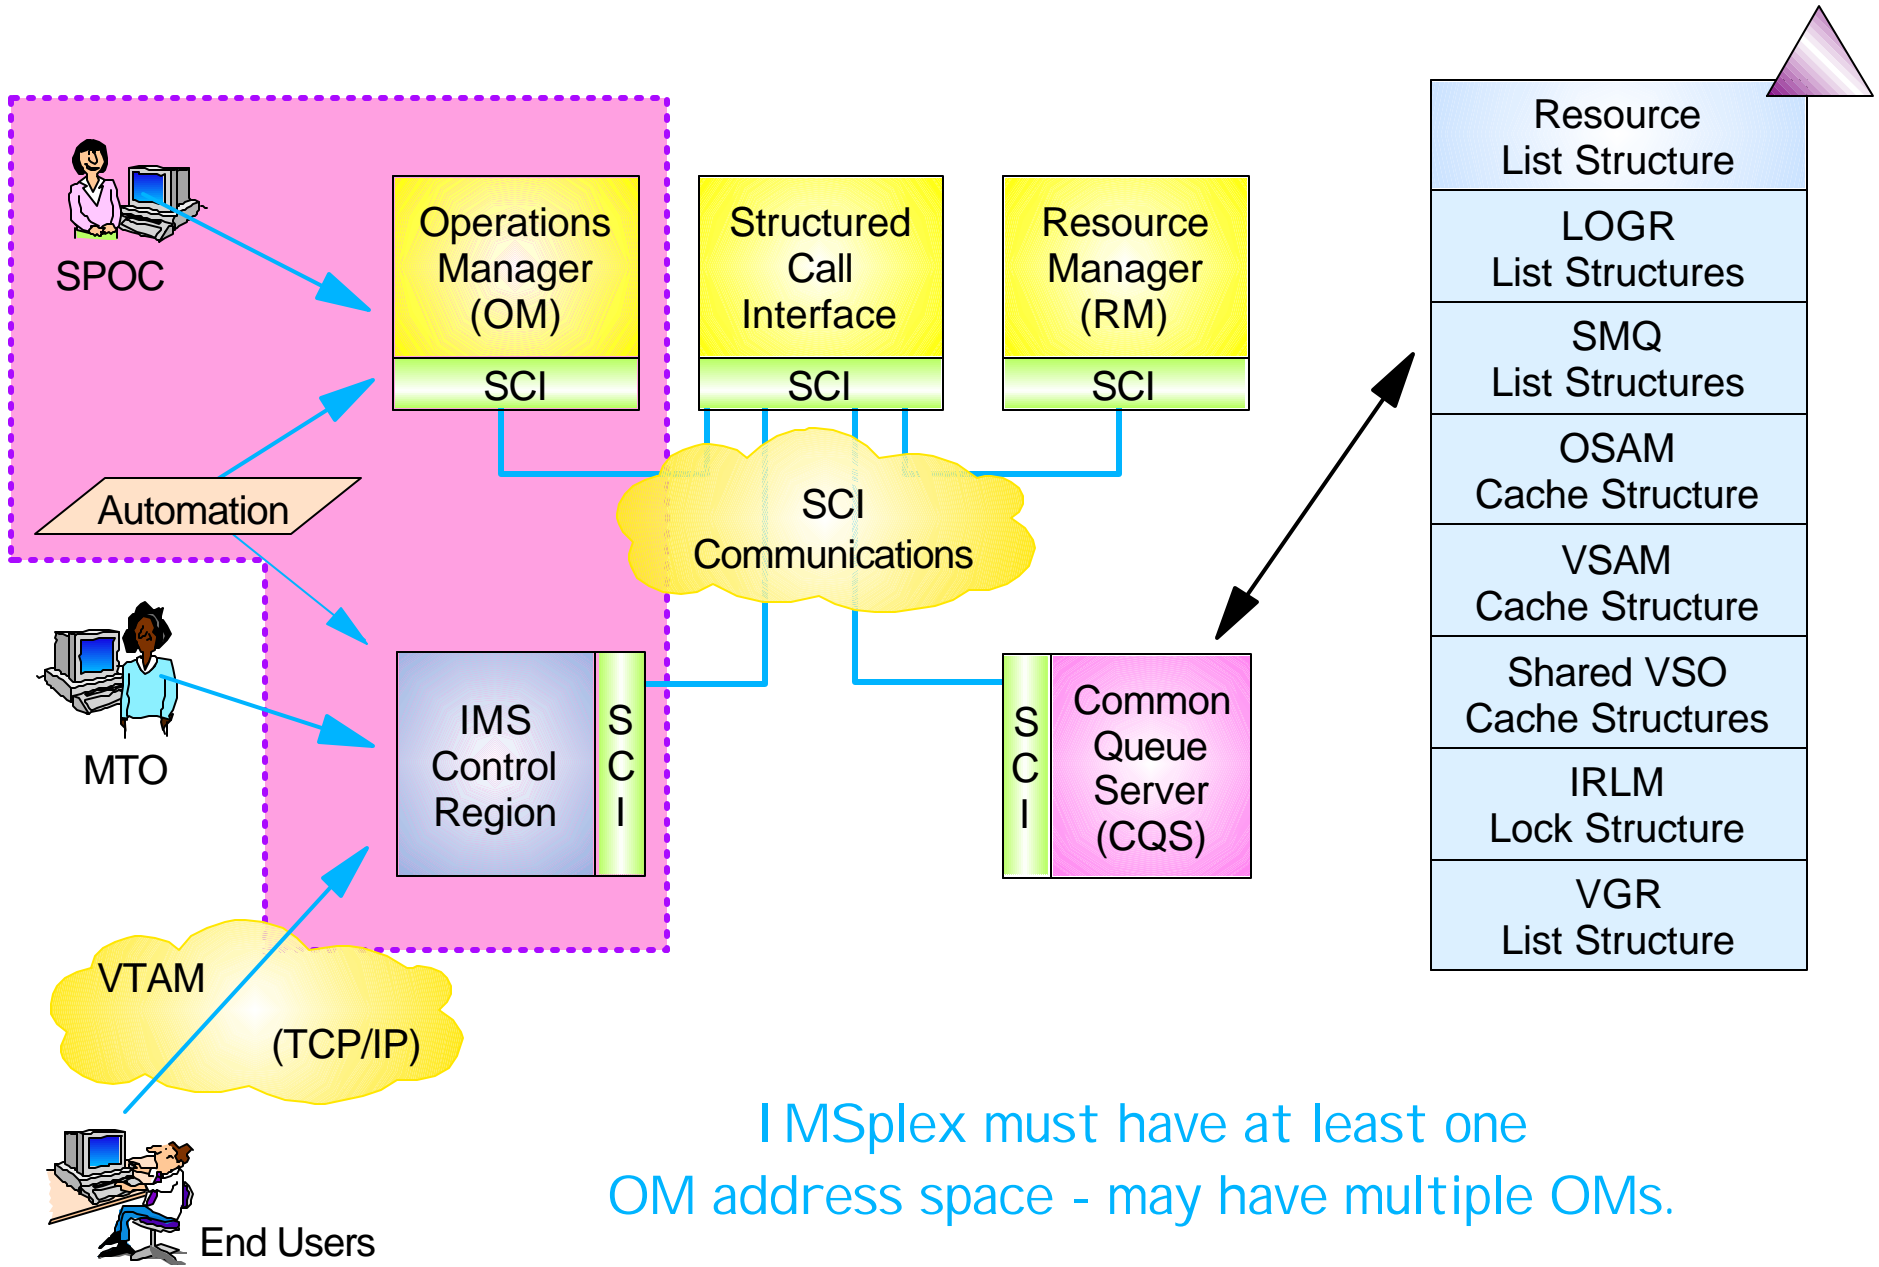 SPOC
Operations
Manager
(OM)
SCI
Structured
Call
Interface
SCI
Resource
Manager
(RM)
SCI
Automation
SCI
Communications
MTO
IMS
Control
Region
S
C
I
S
C
I
Common
Queue
Server
(CQS)
VTAM
(TCP/IP)
End Users
Resource
List Structure
LOGR
List Structures
SMQ
List Structures
OSAM
Cache Structure
VSAM
Cache Structure
Shared VSO
Cache Structures
IRLM
Lock Structure
VGR
List Structure
IMSplex must have at least one
OM address space - may have multiple OMs.